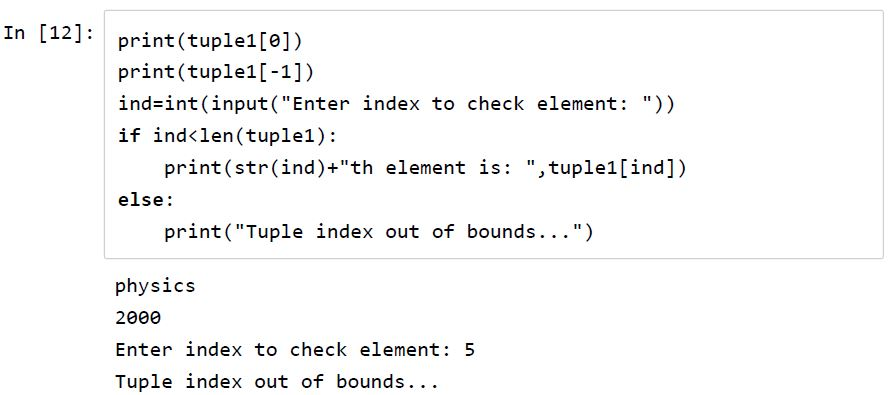 In [12]:
print(tuple1[0])
print(tuple1[-1])
ind=int(input("Enter index to check element: "))
if ind<len(tuple1):
    print(str(ind)+"th element is: ",tuple1[ind])
else:
    print("Tuple index out of bounds...")
physics
2000
Enter index to check element: 5
Tuple index out of bounds...